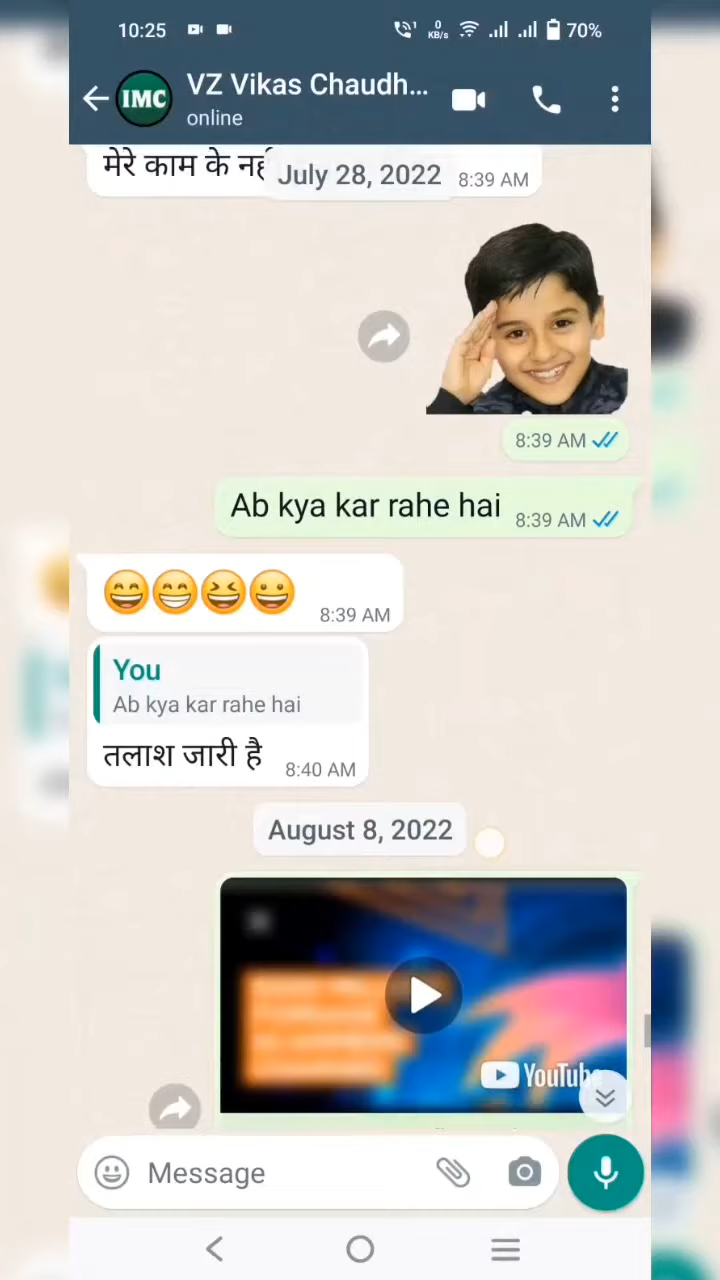 10:25
0
KB/s
70%
IMC
VZ Vikas Chaudh...
online
मेरे काम के
8:39 AM
July 28, 2022
8:39 AM
Ab kya kar rahe hai
8:39 AM
8:39 AM
You
Ab kya kar rahe hai
तलाश जारी है
8:40 AM
August 8, 2022
YouTube
Message